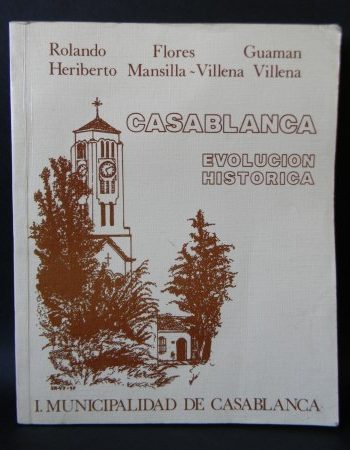 Rolando Flores Guaman
Heriberto Mansilla-Villena Villena
CASABLANCA
EVOLUCION
HISTORICA
I. MUNICIPALIDAD DE CASABLANCA